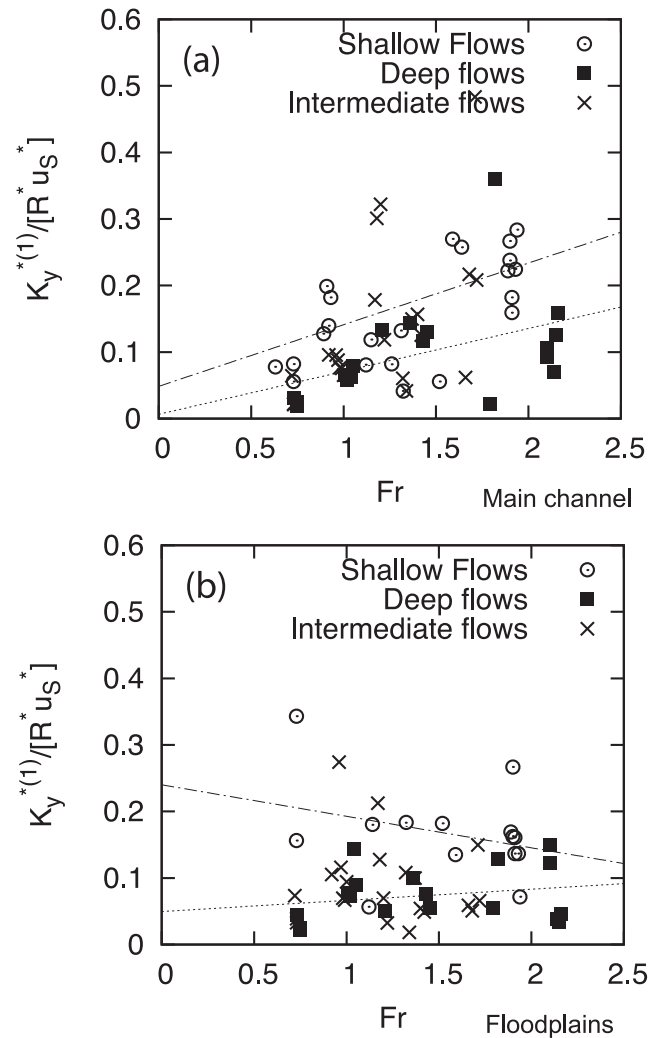 (a)
Shallow Flows
Deep flows
Intermediate flows
0.6
0.5
0.4
0.3
0.2
0.1
0
K_y^{*(1)}/[R^* u_S^*]
0 0.5 1 1.5 2 2.5
Fr
Main channel
(b)
Shallow Flows
Deep flows
Intermediate flows
0.6
0.5
0.4
0.3
0.2
0.1
0
K_y^{*(1)}/[R^* u_S^*]
0 0.5 1 1.5 2 2.5
Fr
Floodplains